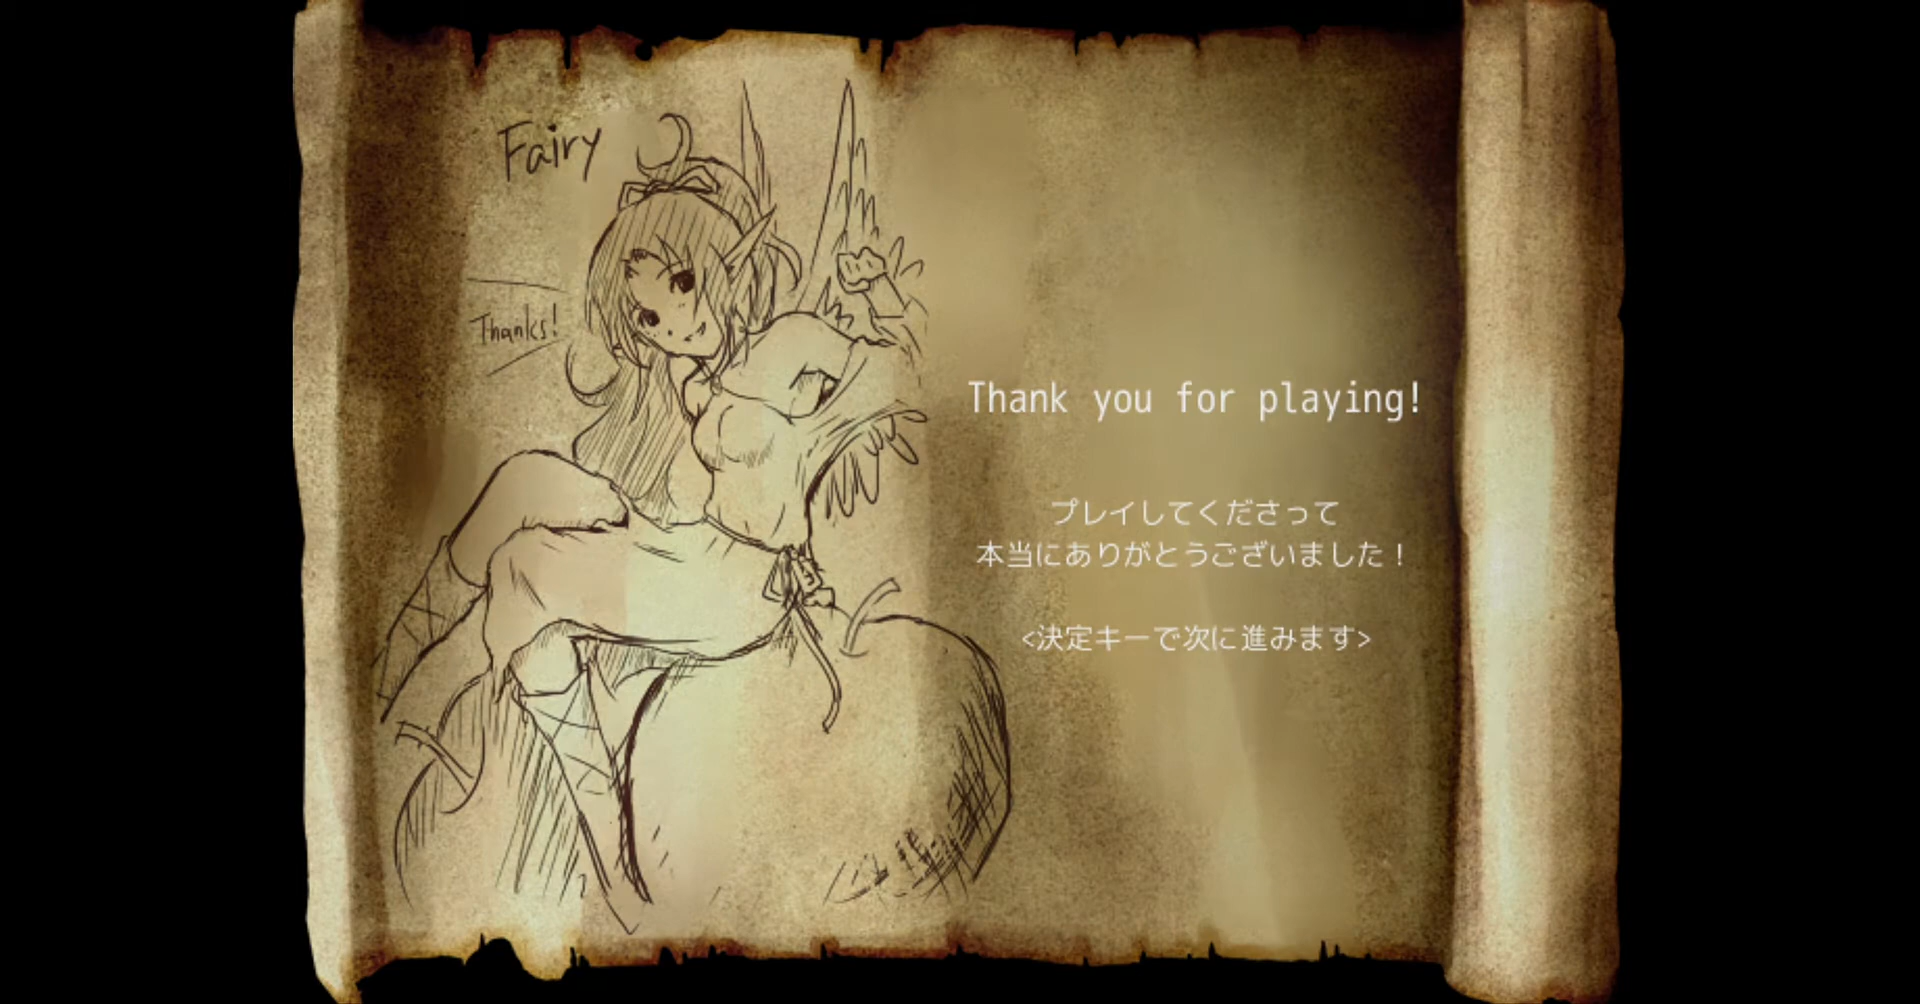 Fairy
Thanks!
Thank you for playing!
プレイしてくださって
本当にありがとうございました！
<決定キーで次に進みます>